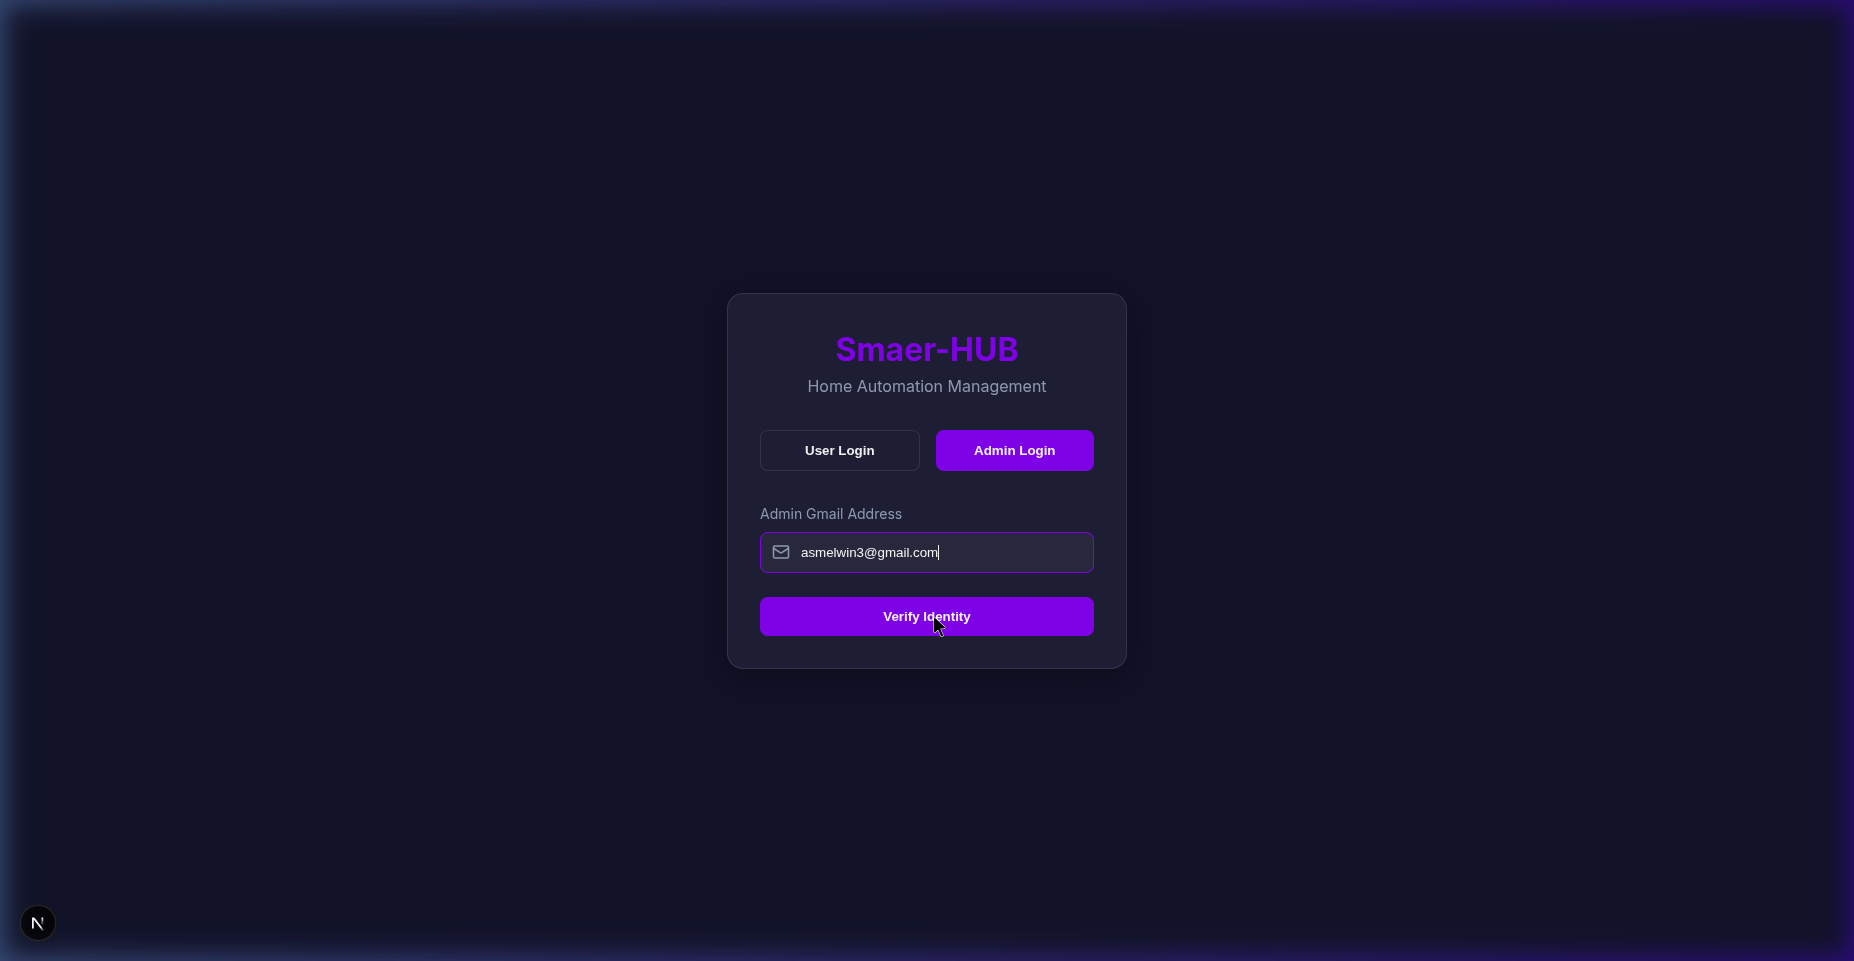 Smaer-HUB
Home Automation Management
User Login
Admin Login
Admin Gmail Address
asmelwin3@gmail.com
Verify Identity
N